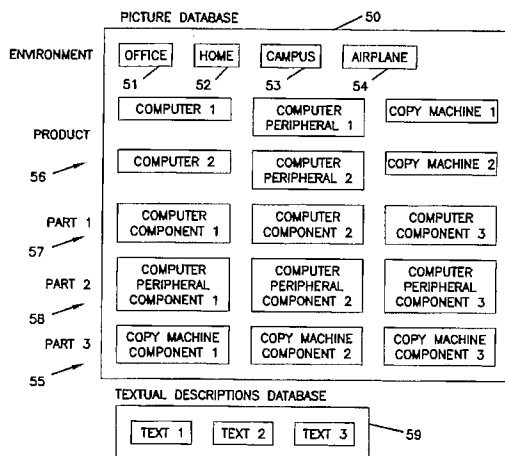 PICTURE DATABASE
50
ENVIRONMENT
OFFICE HOME CAMPUS AIRPLANE
51 52 53 54
COMPUTER 1 COMPUTER PERIPHERAL 1 COPY MACHINE 1
PRODUCT
56
COMPUTER 2 COMPUTER PERIPHERAL 2 COPY MACHINE 2
PART 1
57
COMPUTER COMPONENT 1 COMPUTER COMPONENT 2 COMPUTER COMPONENT 3
PART 2
58
COMPUTER PERIPHERAL COMPONENT 1 COMPUTER PERIPHERAL COMPONENT 2 COMPUTER PERIPHERAL COMPONENT 3
PART 3
55
COPY MACHINE COMPONENT 1 COPY MACHINE COMPONENT 2 COPY MACHINE COMPONENT 3
TEXTUAL DESCRIPTIONS DATABASE
TEXT 1 TEXT 2 TEXT 3
59